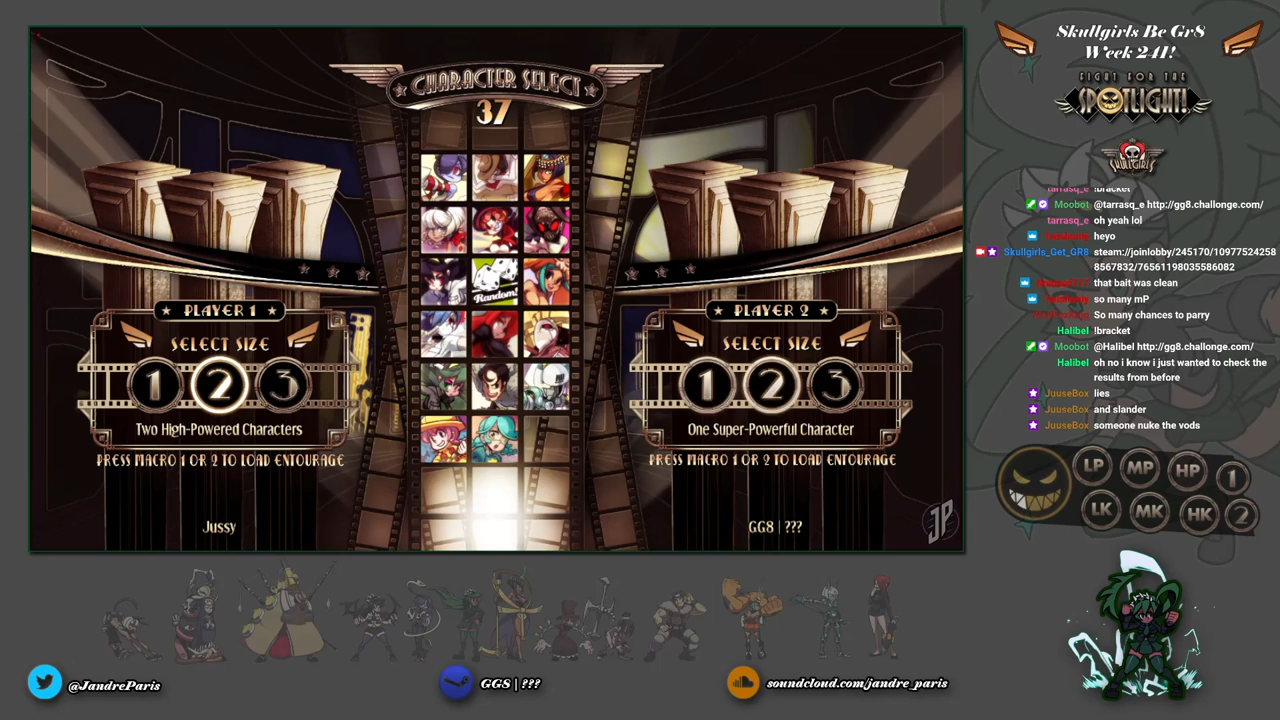 CHARACTER SELECT
37
Random!
PLAYER 1
SELECT SIZE
1 2 3
Two High-Powered Characters
PRESS MACRO 1 OR 2 TO LOAD ENTOURAGE
Jussy
PLAYER 2
SELECT SIZE
1 2 3
One Super-Powerful Character
PRESS MACRO 1 OR 2 TO LOAD ENTOURAGE
GG8 | ???
JP
Skullgirls Be Gr8
Week 241!
FIGHT FOR THE
SPOTLIGHT!
SKULLGIRLS
tarrasq_e !bracket
Moobot @tarrasq_e http://gg8.challonge.com/
tarrasq_e oh yeah lol
heyo
Skullgirls_Get_GR8 steam://joinlobby/245170/10977524258
8567832/76561198035586082
that bait was clean
so many mP
So many chances to parry
Halibel !bracket
Moobot @Halibel http://gg8.challonge.com/
Halibel oh no i know i just wanted to check the
results from before
JuuseBox lies
JuuseBox and slander
JuuseBox someone nuke the vods
LP MP HP 1
LK MK HK 2
@JandreParis
GG8 | ???
soundcloud.com/jandre_paris